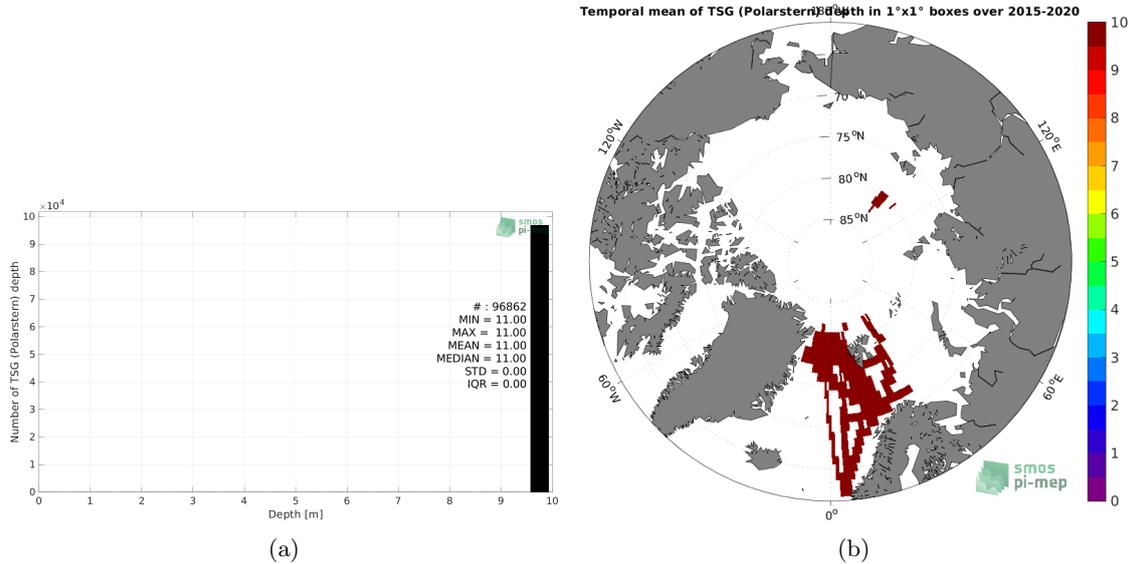 Temporal mean of TSG (Polarstern) depth in 1°x1° boxes over 2015-2020
×10⁴
Number of TSG (Polarstern) depth
10
9
8
7
6
5
4
3
2
1
0
smos
pi-mep
# : 96862
MIN = 11.00
MAX = 11.00
MEAN = 11.00
MEDIAN = 11.00
STD = 0.00
IQR = 0.00
0 1 2 3 4 5 6 7 8 9 10
Depth [m]
(a)
120°W
70
75°N
80°N
85°N
120°E
60°W
60°E
0°
smos
pi-mep
10
9
8
7
6
5
4
3
2
1
0
(b)